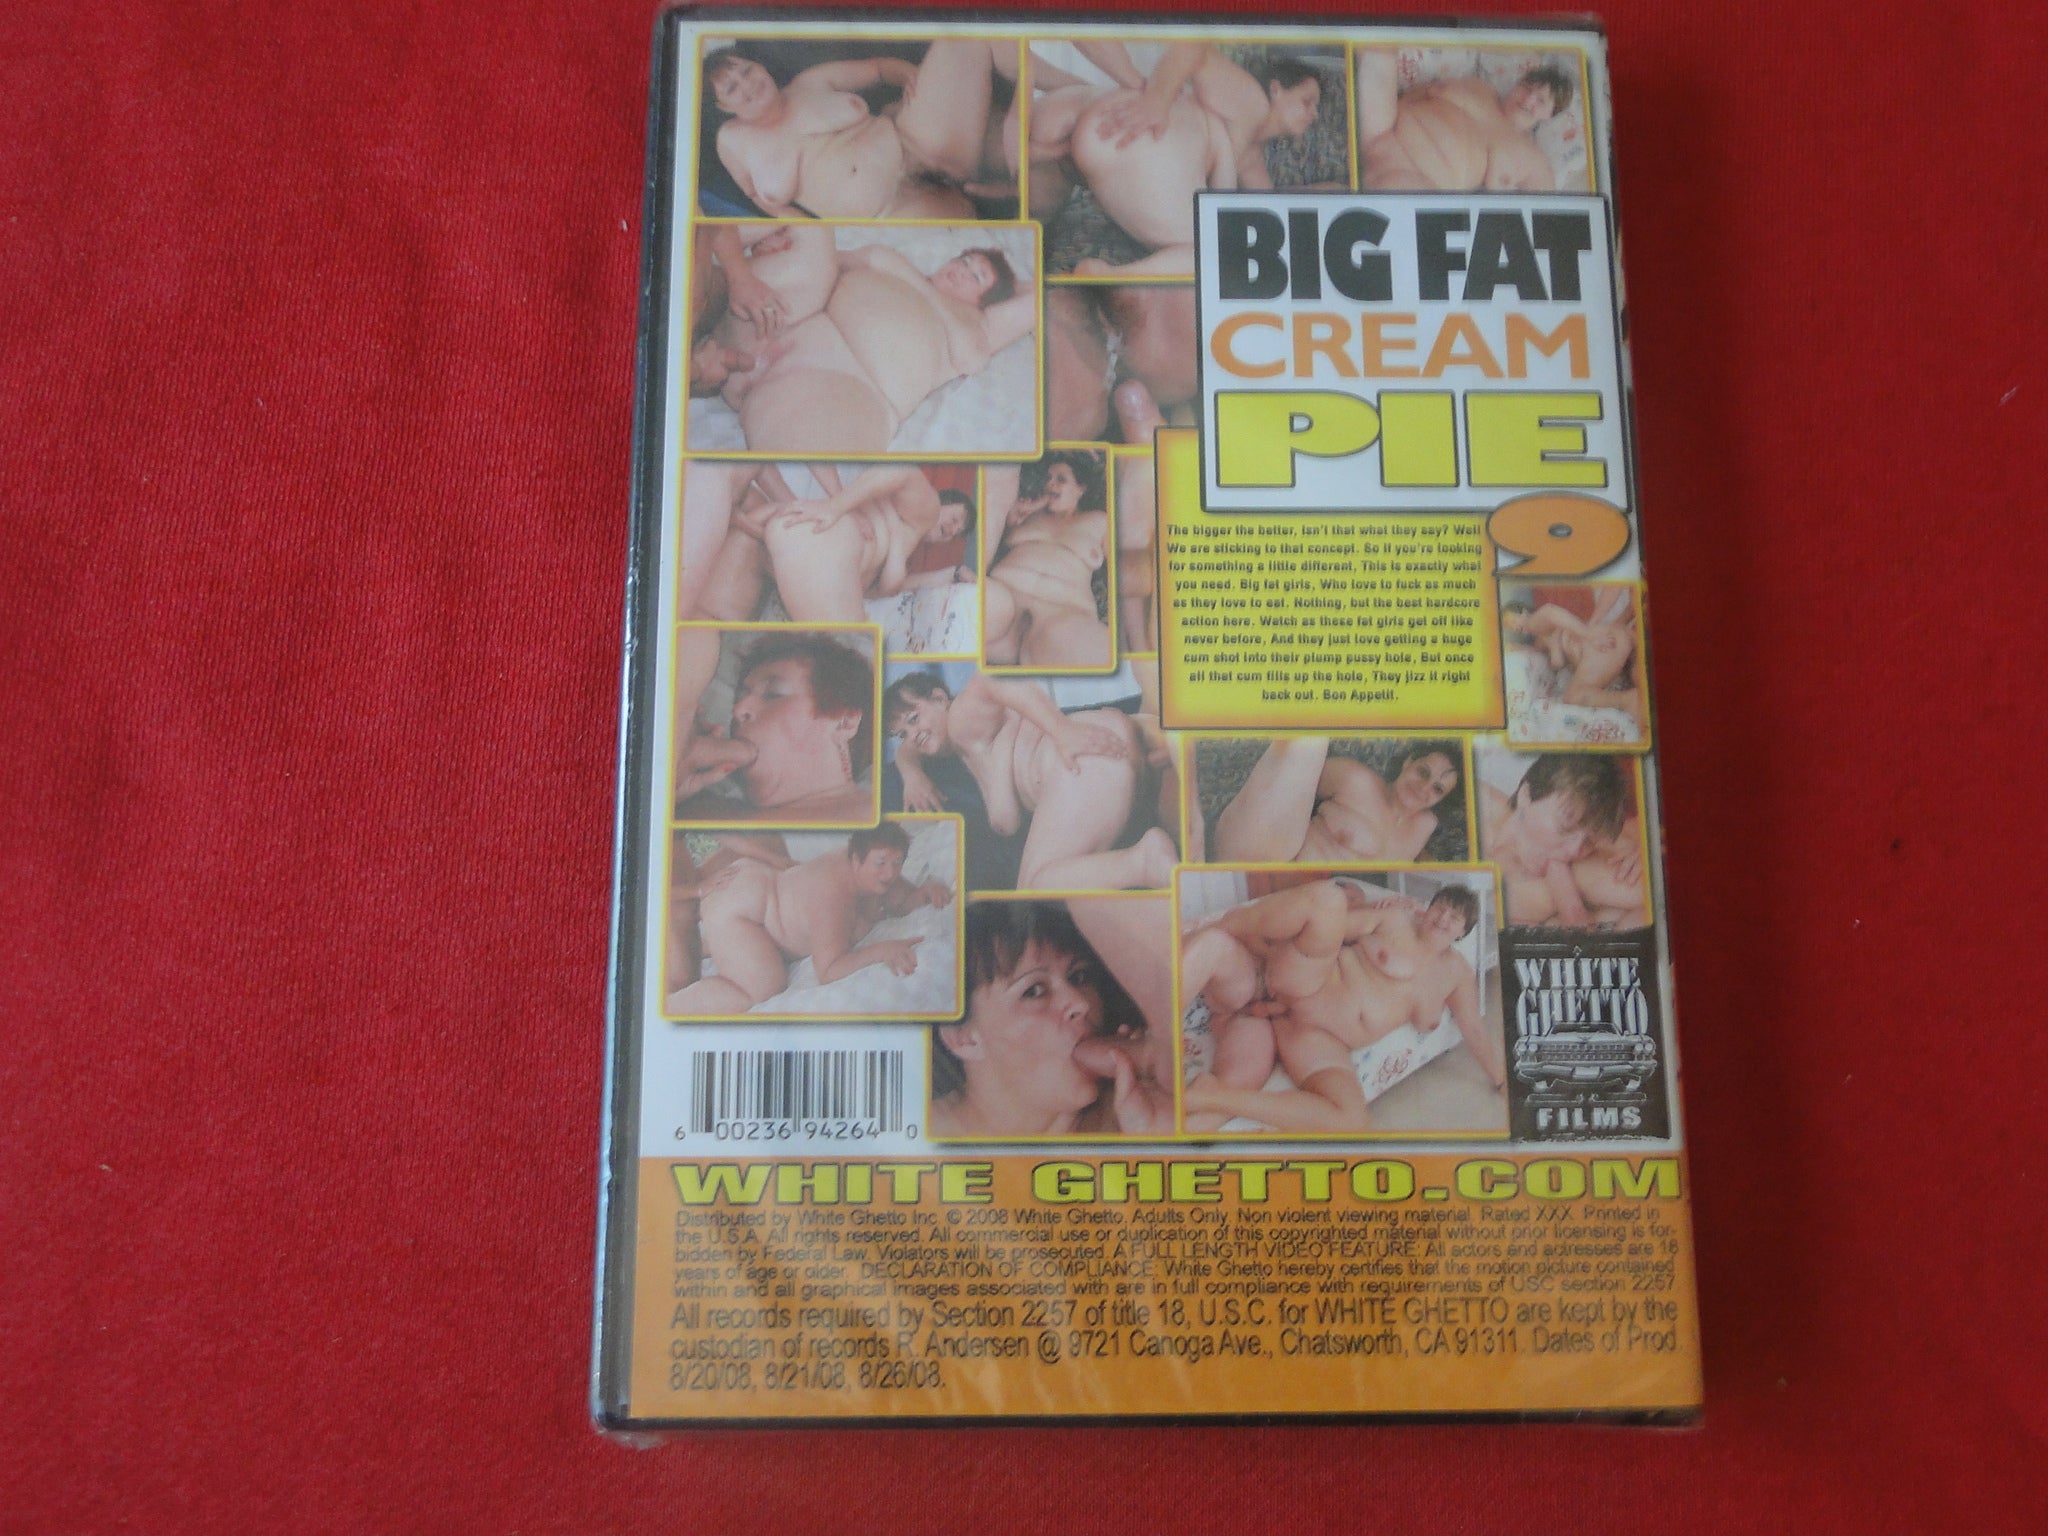 BIG FAT
CREAM
PIE
9
The bigger the better, Isn't that what they say? Well
We are sticking to that concept. So if you're looking
for something a little different, This is exactly what
you need. Big fat girls, Who love to fuck as much
as they love to eat. Nothing, but the best hardcore
action here. Watch as these fat girls get off like
never before, And they just love getting a huge
cum shot into their plump pussy hole, But once
all that cum fills up the hole, They jizz it right
back out. Bon Appetit.
WHITE
GHETTO
FILMS
6 00236 94264 0
WHITE GHETTO.COM
Distributed by White Ghetto Inc. © 2008 White Ghetto. Adults Only. Non violent viewing material. Rated XXX. Printed in
the U.S.A. All rights reserved. All commercial use or duplication of this copyrighted material without prior licensing is for-
bidden by Federal Law. Violators will be prosecuted. A FULL LENGTH VIDEO FEATURE: All actors and actresses are 18
years of age or older. DECLARATION OF COMPLIANCE: White Ghetto hereby certifies that the motion picture contained
within and all graphical images associated with are in full compliance with requirements of USC section 2257
All records required by Section 2257 of title 18, U.S.C. for WHITE GHETTO are kept by the
custodian of records R. Andersen @ 9721 Canoga Ave., Chatsworth, CA 91311. Dates of Prod.
8/20/08, 8/21/08, 8/26/08.